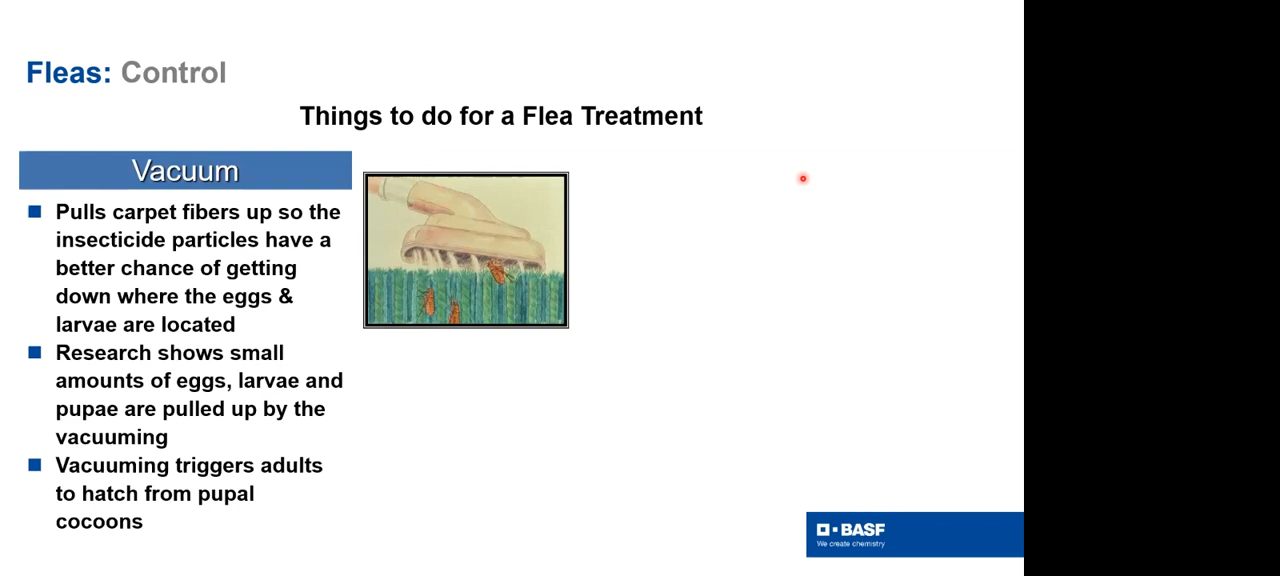 Fleas: Control
Things to do for a Flea Treatment
Vacuum
Pulls carpet fibers up so the
insecticide particles have a
better chance of getting
down where the eggs &
larvae are located
Research shows small
amounts of eggs, larvae and
pupae are pulled up by the
vacuuming
Vacuuming triggers adults
to hatch from pupal
cocoons
BASF
We create chemistry